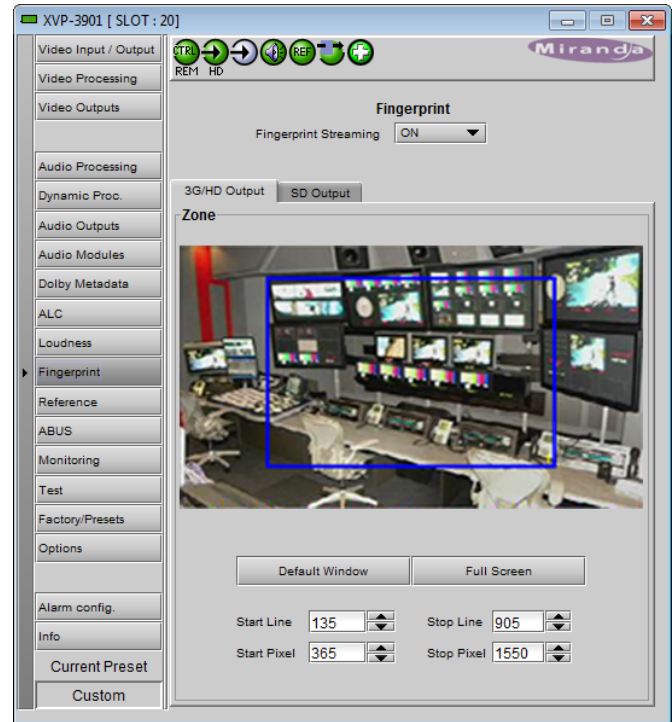 XVP-3901 [ SLOT : 20]
Video Input / Output
Video Processing
Video Outputs
Audio Processing
Dynamic Proc.
Audio Outputs
Audio Modules
Dolby Metadata
ALC
Loudness
Fingerprint
Reference
ABUS
Monitoring
Test
Factory/Presets
Options
Alarm config.
Info
Current Preset
Custom
CTRL
REF
REM HD
Miranda
Fingerprint
Fingerprint Streaming ON
3G/HD Output SD Output
Zone
Default Window Full Screen
Start Line 135 Stop Line 905
Start Pixel 365 Stop Pixel 1550